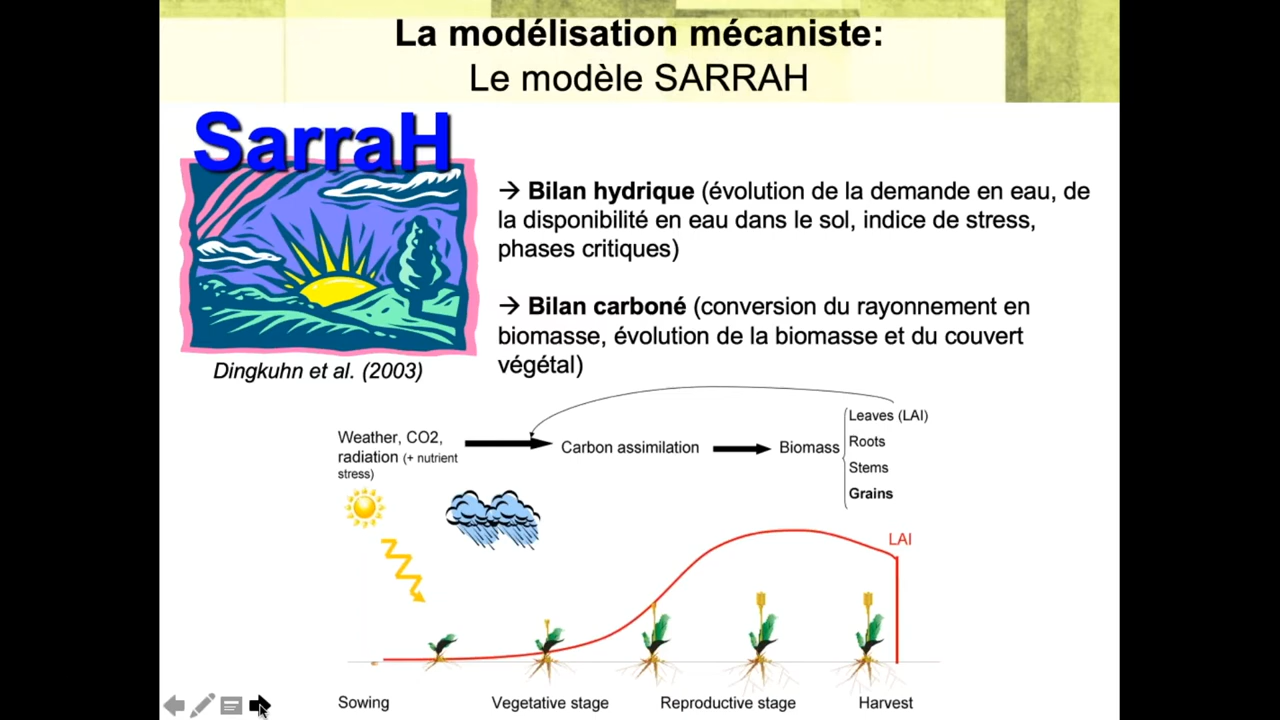 La modélisation mécaniste:
Le modèle SARRAH
SarraH
→ Bilan hydrique (évolution de la demande en eau, de
la disponibilité en eau dans le sol, indice de stress,
phases critiques)
→ Bilan carboné (conversion du rayonnement en
biomasse, évolution de la biomasse et du couvert
végétal)
Dingkuhn et al. (2003)
Weather, CO2,
radiation (+ nutrient
stress)
Carbon assimilation
Biomass
Leaves (LAI)
Roots
Stems
Grains
LAI
Sowing
Vegetative stage
Reproductive stage
Harvest